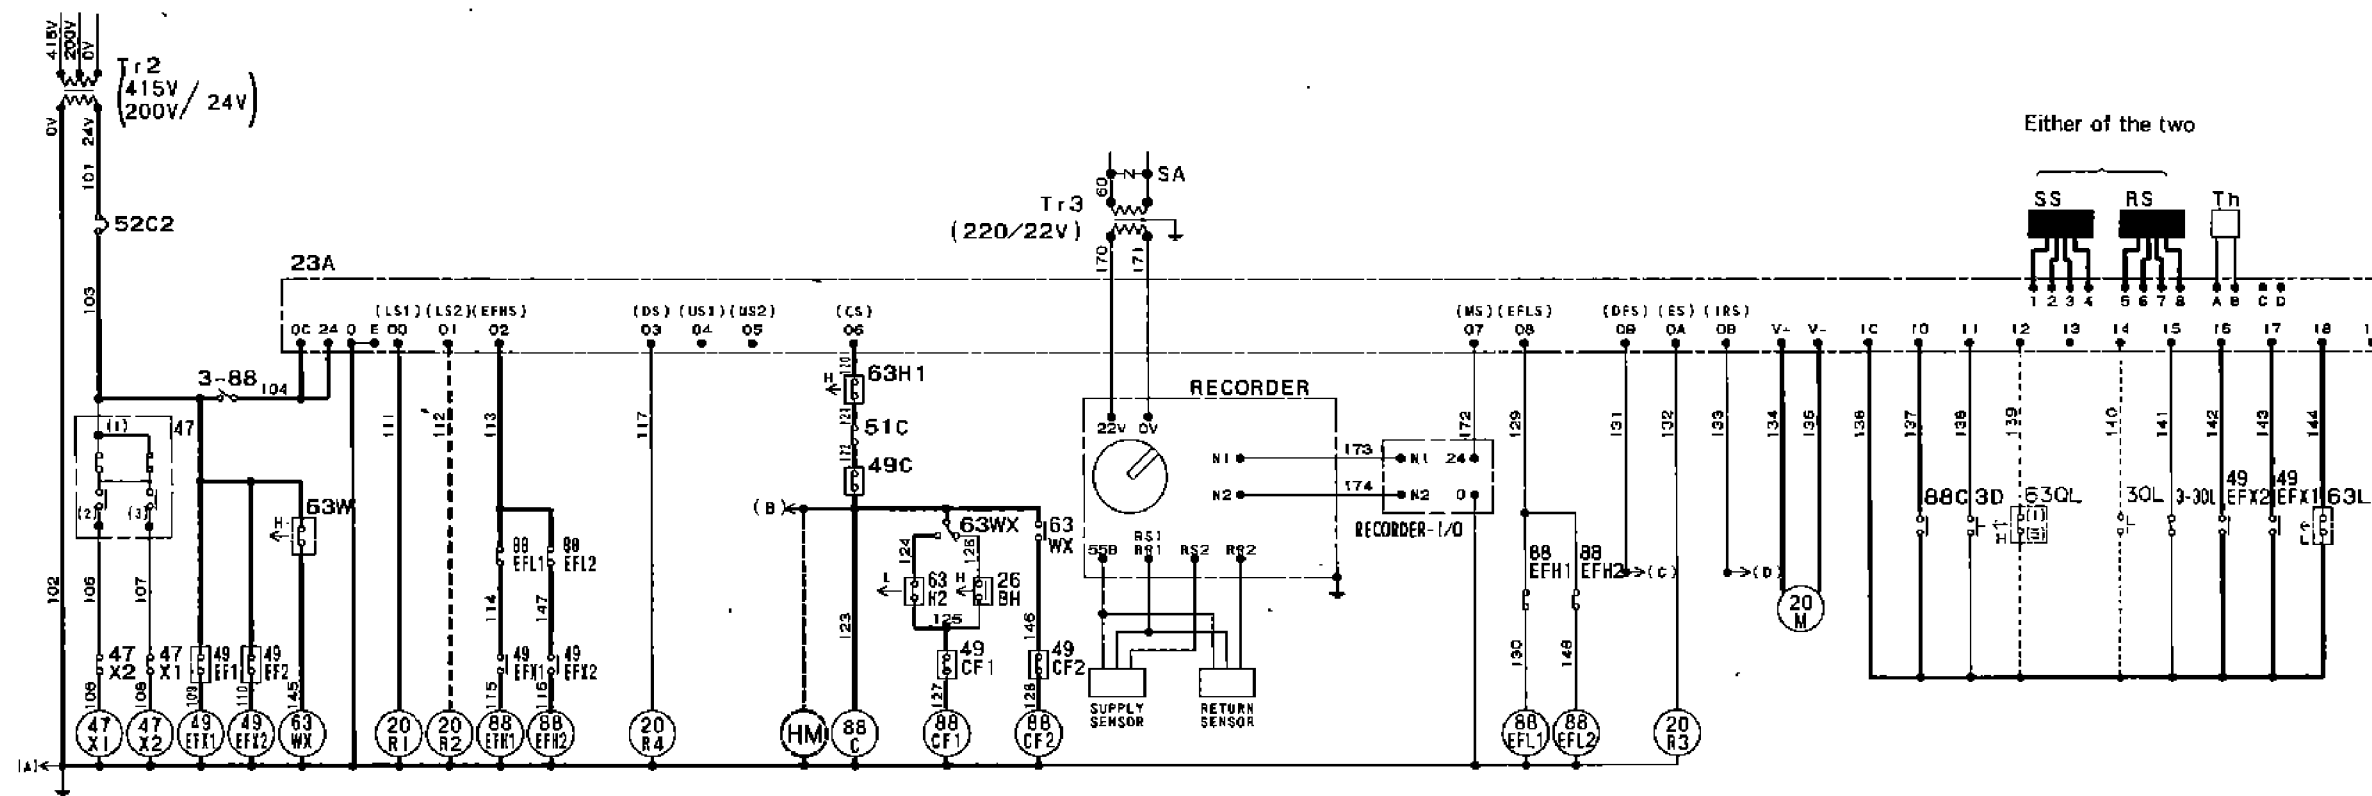 415V
200V
0V
Tr2
(415V
200V/ 24V)
0V
24V
101
52C2
103
Either of the two
SS
RS
Th
SA
60
Tr3
(220/22V)
170
171
23A
1 2 3 4
5 6 7 8
A B C D
(LS1) (LS2) (EFHS)
(DS) (US1) (US2)
(CS)
(MS) (EFLS)
(DFS) (ES) (IRS)
0C 24 0 E 00 01 02
03 04 05
06
07 08
09 0A 0B
V+ V-
1C 10 11 12 13 14 15 16 17 18
3-88
104
47
(1)
(2)
(3)
63W
H
111
112
113
117
120
H
63H1
121
51C
122
49C
RECORDER
22V 0V
N1
N2
173
174
N1 24
N2 0
RECORDER-I/O
172
129
131
132
133
134
135
136
137
138
139
140
141
142
143
144
88C
3D
63QL
(1)
(2)
H
30L
3-30L
49
EFX2
49
EFX1
63L
L
(B)
63WX
63
WX
124
126
L
63
H2
H
26
BH
125
55B
RS1
RS1
RS2
RS2
88
EFL1
88
EFL2
88
EFH1
88
EFH2
(C)
(D)
20
M
102
106
107
114
147
123
146
130
148
47
X2
47
X1
49
EF1
49
EF2
49
EFX1
49
EFX2
49
CF1
49
CF2
108
108
109
110
145
115
116
127
128
SUPPLY
SENSOR
RETURN
SENSOR
47
X1
47
X2
49
EFX1
49
EFX2
63
WX
20
R1
20
R2
88
EFH1
88
EFH2
20
R4
HM
88
C
88
CF1
88
CF2
88
EFL1
88
EFL2
20
R3
(A)